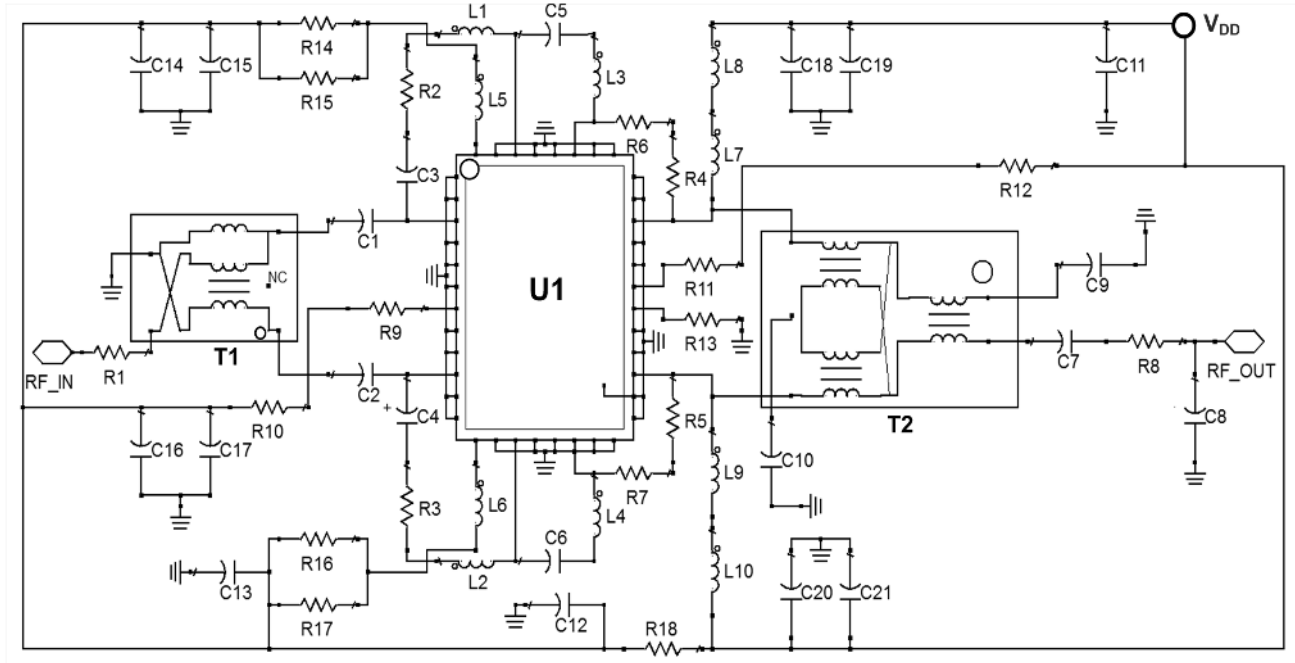 L1
C5
V_DD
R14
C14
C15
L8
C18
C19
C11
R2
L3
R15
L5
R6
L7
R4
C3
R12
C1
NC
U1
R11
C9
R9
R13
T1
R1
C7
R8
RF_IN
RF_OUT
C2
+
C4
R5
C8
R10
T2
C16
C17
C10
R7
L9
R3
L6
L4
C6
R16
L10
L2
C13
C20
C21
R17
C12
R18